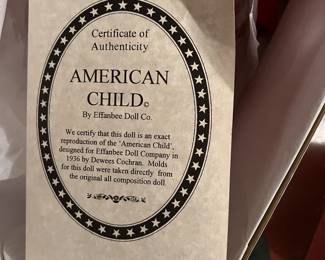 Certificate of
Authenticity
AMERICAN
CHILD©
By Effanbee Doll Co.
We certify that this doll is an exact
reproduction of the 'American Child',
designed for Effanbee Doll Company in
1936 by Dewees Cochran. Molds
for this doll were taken directly from
the original all composition doll.